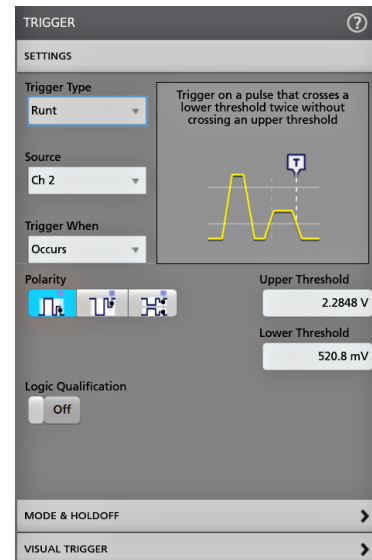 TRIGGER
?
SETTINGS
Trigger Type
Runt
Trigger on a pulse that crosses a
lower threshold twice without
crossing an upper threshold
T
Source
Ch 2
Trigger When
Occurs
Polarity
Upper Threshold
2.2848 V
Lower Threshold
520.8 mV
Logic Qualification
Off
MODE & HOLDOFF
VISUAL TRIGGER